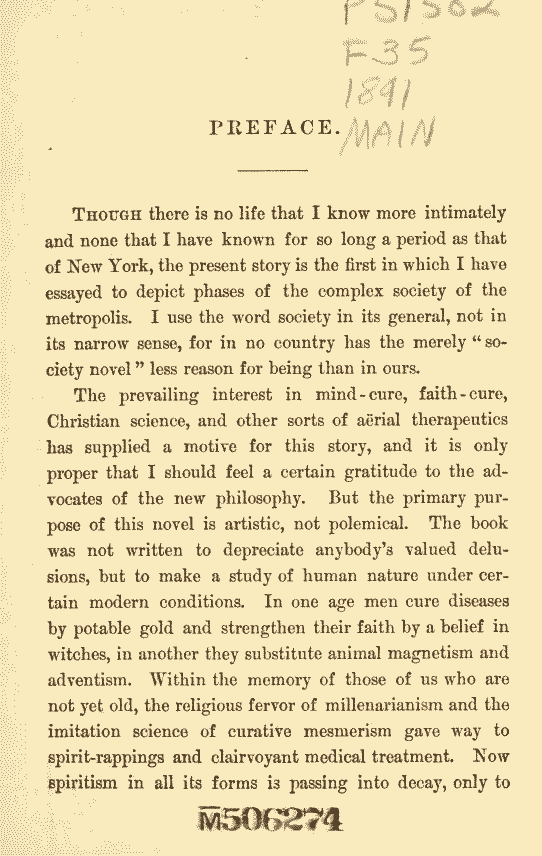 PS1502
F35
1891
MAIN
PREFACE.
THOUGH there is no life that I know more intimately
and none that I have known for so long a period as that
of New York, the present story is the first in which I have
essayed to depict phases of the complex society of the
metropolis. I use the word society in its general, not in
its narrow sense, for in no country has the merely “so-
ciety novel” less reason for being than in ours.
The prevailing interest in mind-cure, faith-cure,
Christian science, and other sorts of aërial therapeutics
has supplied a motive for this story, and it is only
proper that I should feel a certain gratitude to the ad-
vocates of the new philosophy. But the primary pur-
pose of this novel is artistic, not polemical. The book
was not written to depreciate anybody’s valued delu-
sions, but to make a study of human nature under cer-
tain modern conditions. In one age men cure diseases
by potable gold and strengthen their faith by a belief in
witches, in another they substitute animal magnetism and
adventism. Within the memory of those of us who are
not yet old, the religious fervor of millenarianism and the
imitation science of curative mesmerism gave way to
spirit-rappings and clairvoyant medical treatment. Now
spiritism in all its forms is passing into decay, only to
M506274